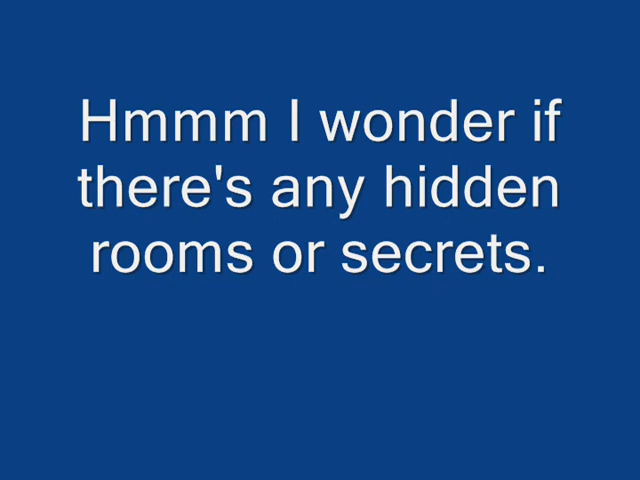 Hmmm I wonder if
there's any hidden
rooms or secrets.